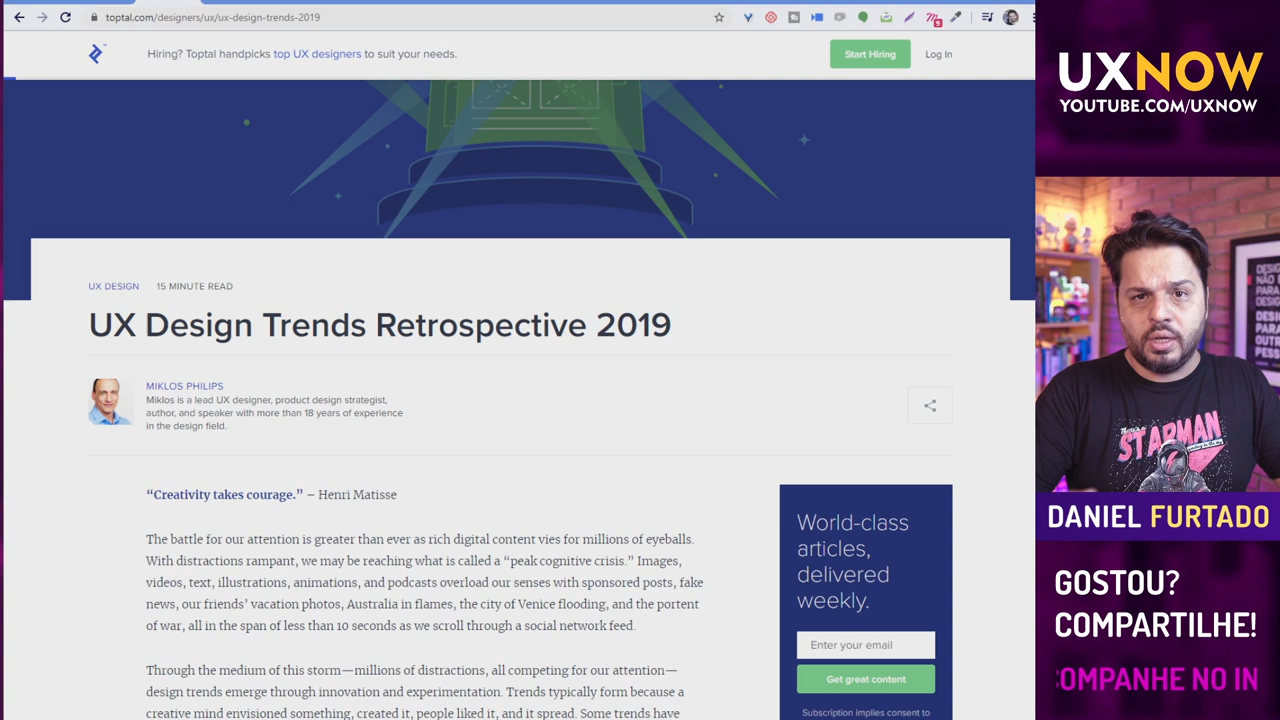 toptal.com/designers/ux/ux-design-trends-2019
9
Hiring? Toptal handpicks top UX designers to suit your needs.
Start Hiring
Log In
UX DESIGN
15 MINUTE READ
UX Design Trends Retrospective 2019
MIKLOS PHILIPS
Miklos is a lead UX designer, product design strategist,
author, and speaker with more than 18 years of experience
in the design field.
“Creativity takes courage.” – Henri Matisse
The battle for our attention is greater than ever as rich digital content vies for millions of eyeballs.
With distractions rampant, we may be reaching what is called a “peak cognitive crisis.” Images,
videos, text, illustrations, animations, and podcasts overload our senses with sponsored posts, fake
news, our friends’ vacation photos, Australia in flames, the city of Venice flooding, and the portent
of war, all in the span of less than 10 seconds as we scroll through a social network feed.
Through the medium of this storm—millions of distractions, all competing for our attention—
design trends emerge through innovation and experimentation. Trends typically form because a
creative mind envisioned something, created it, people liked it, and it spread. Some trends have
World-class
articles,
delivered
weekly.
Enter your email
Get great content
Subscription implies consent to
UXNOW
YOUTUBE.COM/UXNOW
DESIG
NÃO
PARA
DESIG
PARA
OUTR
PESS
STARMAN
DANIEL FURTADO
GOSTOU?
COMPARTILHE!
OMPANHE NO IN